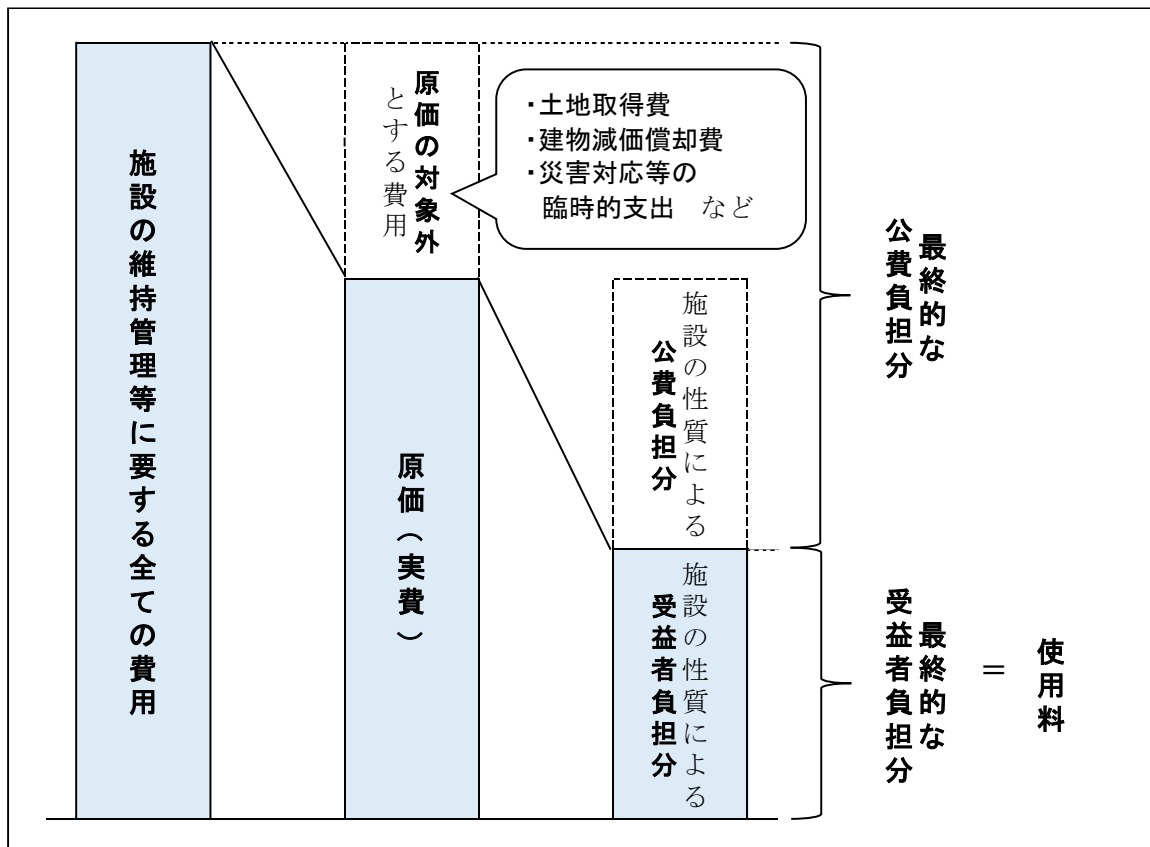 施設の維持管理等に要する全ての費用
原価の対象外
とする費用
・土地取得費
・建物減価償却費
・災害対応等の
臨時的支出　など
原価（実費）
施設の性質による
公費負担分
施設の性質による
受益者負担分
最終的な
公費負担分
最終的な
受益者負担分
＝
使用料